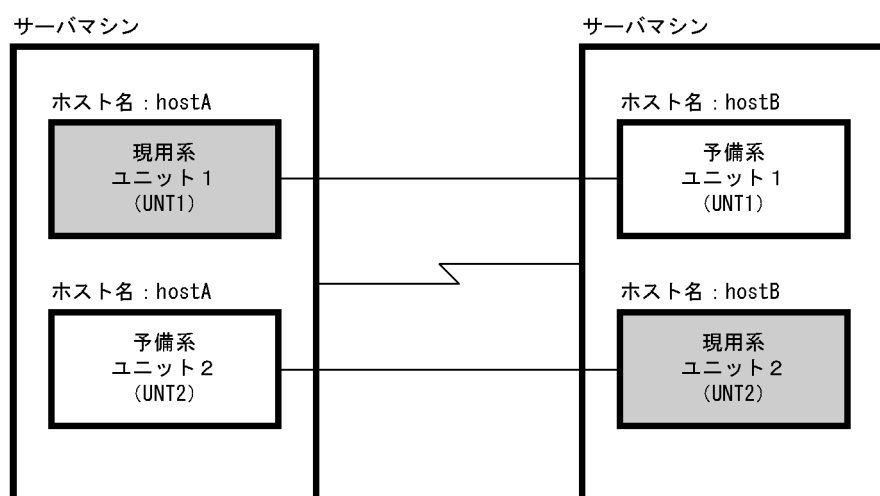 サーバマシン
ホスト名：hostA
現用系
ユニット１
(UNT1)
ホスト名：hostA
予備系
ユニット２
(UNT2)
サーバマシン
ホスト名：hostB
予備系
ユニット１
(UNT1)
ホスト名：hostB
現用系
ユニット２
(UNT2)